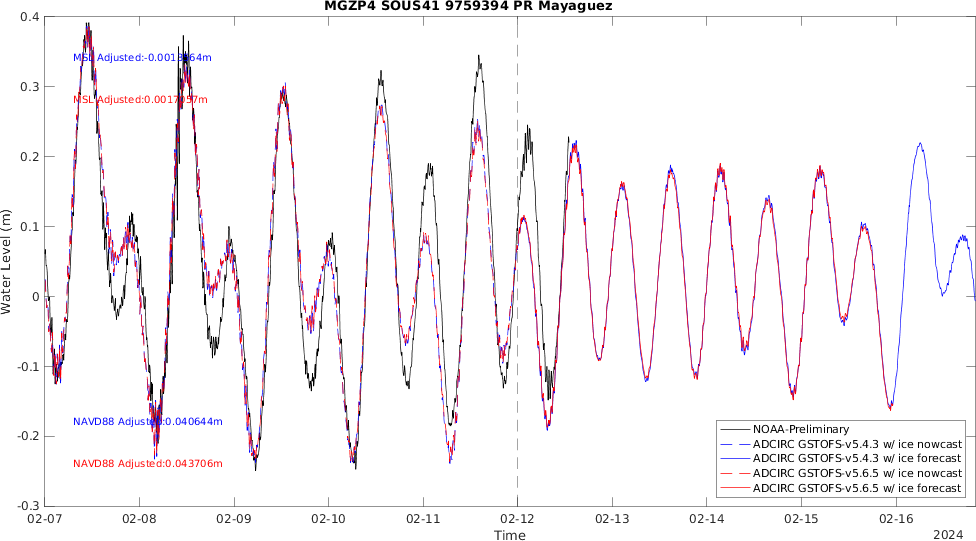 MGZP4 SOUS41 9759394 PR Mayaguez
0.4
MSL Adjusted:
0.3
MSL Adjusted:
0.2
0.1
Water Level (m)
0
-0.1
NAVD88 Adjusted:0.040644m
-0.2
NAVD88 Adjusted:0.043706m
-0.3
NOAA-Preliminary
ADCIRC GSTOFS-v5.4.3 w/ ice nowcast
ADCIRC GSTOFS-v5.4.3 w/ ice forecast
ADCIRC GSTOFS-v5.6.5 w/ ice nowcast
ADCIRC GSTOFS-v5.6.5 w/ ice forecast
02-07 02-08 02-09 02-10 02-11 02-12 02-13 02-14 02-15 02-16
Time
2024